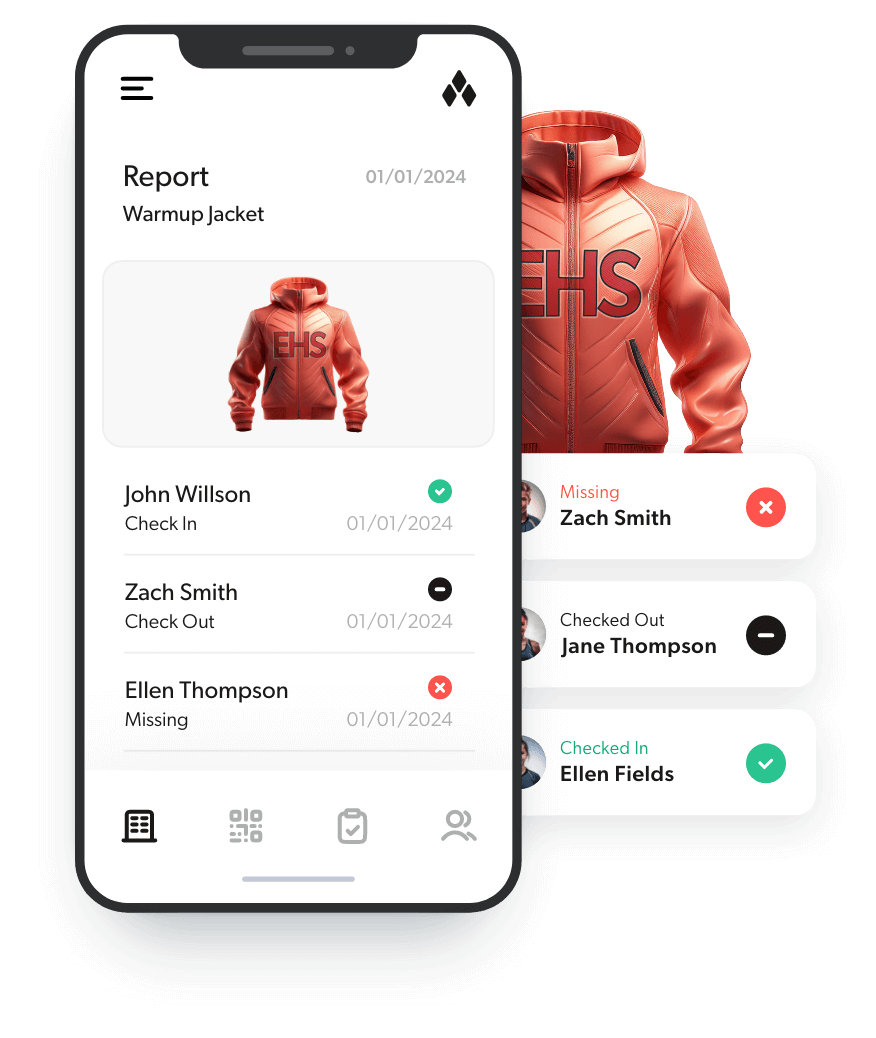 Report
01/01/2024
Warmup Jacket
EHS
John Willson
Check In
01/01/2024
Zach Smith
Check Out
01/01/2024
Ellen Thompson
Missing
01/01/2024
EHS
Missing
Zach Smith
Checked Out
Jane Thompson
Checked In
Ellen Fields